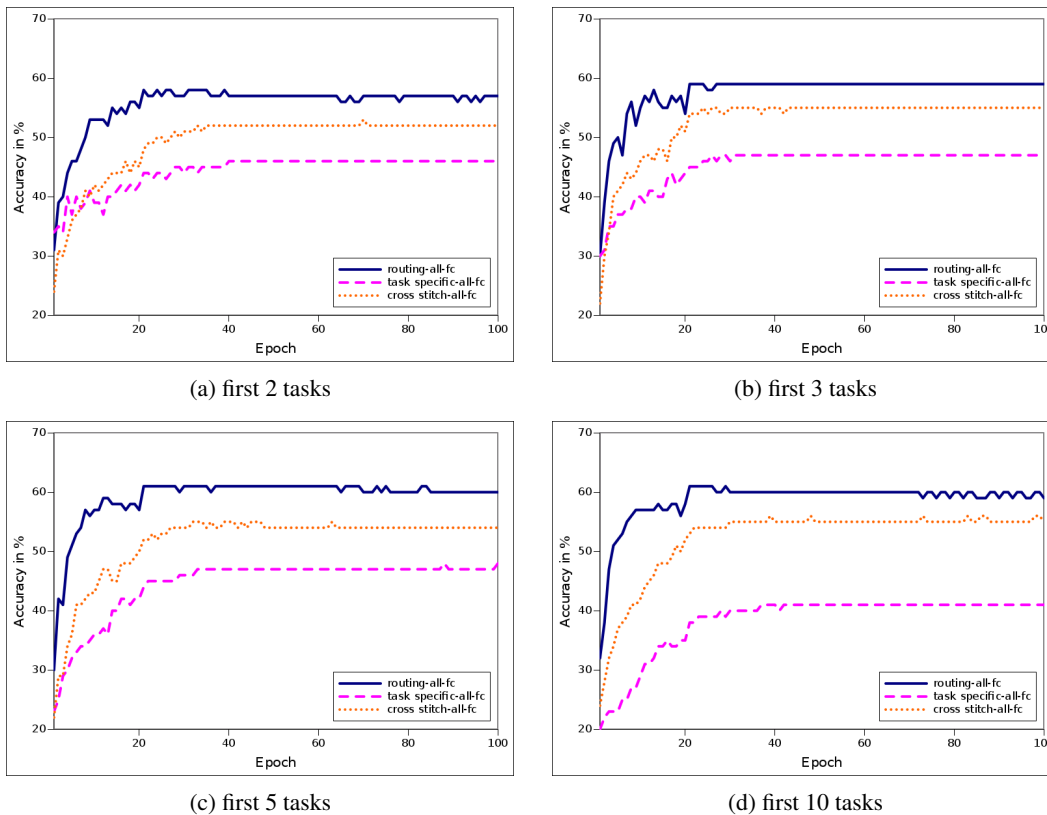 70
60
50
40
30
20
Accuracy in %
routing-all-fc
task specific-all-fc
cross stitch-all-fc
20 40 60 80 100
Epoch
(a) first 2 tasks
70
60
50
40
30
20
Accuracy in %
routing-all-fc
task specific-all-fc
cross stitch-all-fc
20 40 60 80 100
Epoch
(b) first 3 tasks
70
60
50
40
30
20
Accuracy in %
routing-all-fc
task specific-all-fc
cross stitch-all-fc
20 40 60 80 100
Epoch
(c) first 5 tasks
70
60
50
40
30
20
Accuracy in %
routing-all-fc
task specific-all-fc
cross stitch-all-fc
20 40 60 80 100
Epoch
(d) first 10 tasks